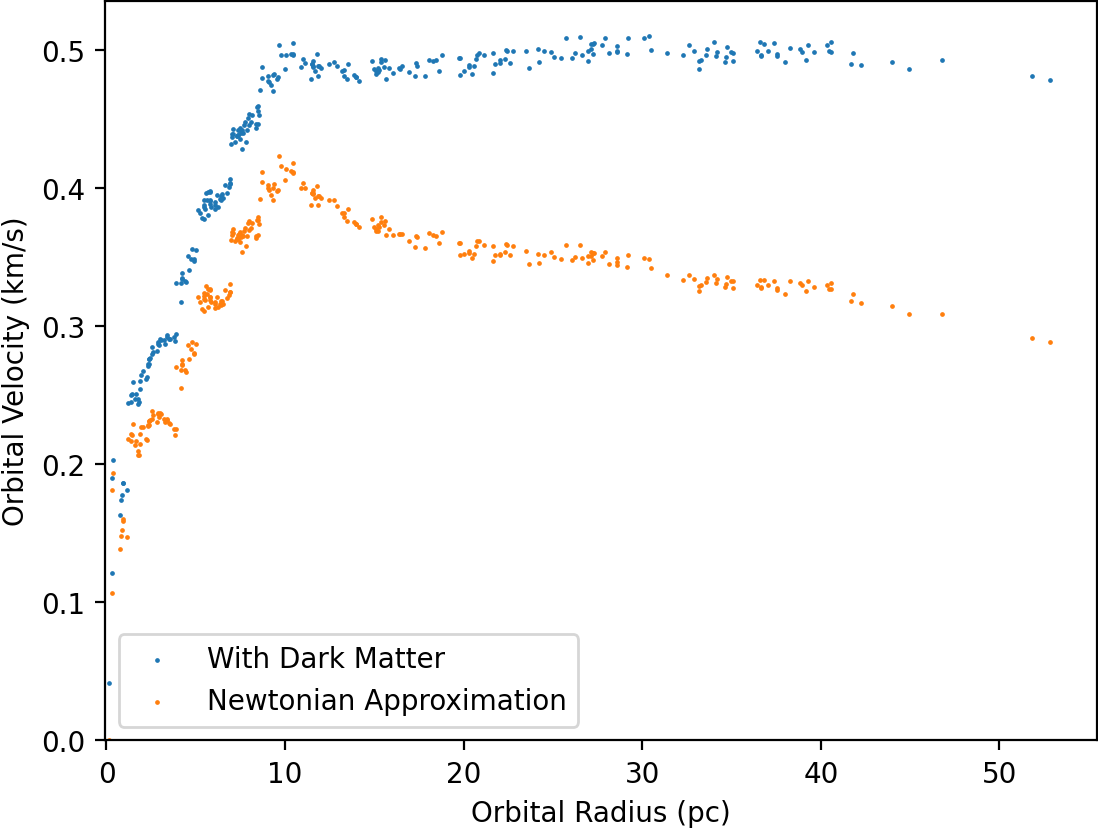 Orbital Velocity (km/s)
0.5
0.4
0.3
0.2
0.1
0.0
With Dark Matter
Newtonian Approximation
0 10 20 30 40 50
Orbital Radius (pc)